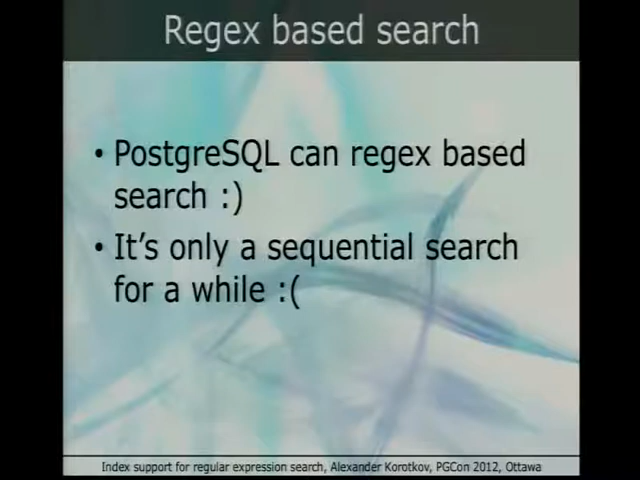 Regex based search
• PostgreSQL can regex based
search :)
• It's only a sequential search
for a while :(
Index support for regular expression search, Alexander Korotkov, PGCon 2012, Ottawa